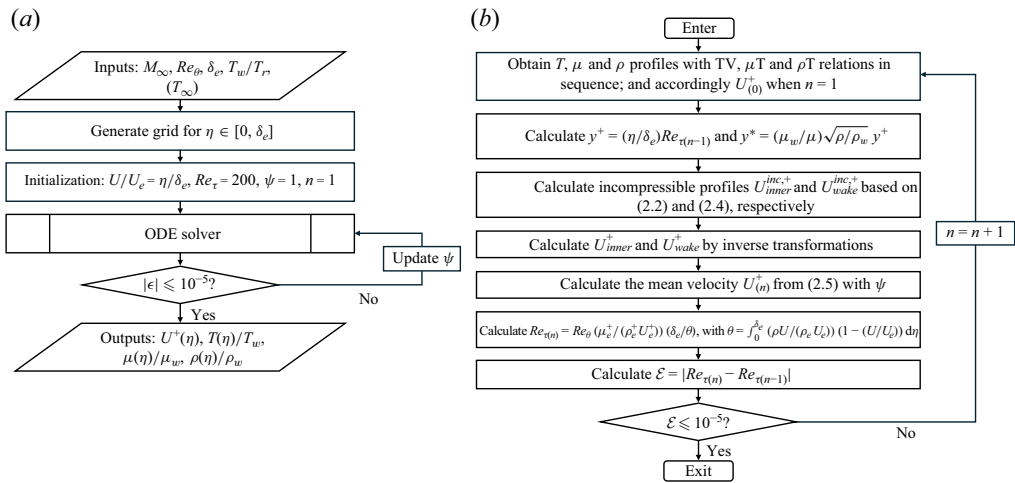 (a)
Inputs: M∞, Reθ, δe, Tw/Tr,
(T∞)
Generate grid for η ∈ [0, δe]
Initialization: U/Ue = η/δe, Reτ = 200, ψ = 1, n = 1
ODE solver
Update ψ
|ϵ| ⩽ 10⁻⁵?
No
Yes
Outputs: U⁺(η), T(η)/Tw,
μ(η)/μw, ρ(η)/ρw
(b)
Enter
Obtain T, μ and ρ profiles with TV, μT and ρT relations in
sequence; and accordingly U⁺(0) when n = 1
Calculate y⁺ = (η/δe)Reτ(n−1) and y* = (μw/μ)√ρ/ρw y⁺
Calculate incompressible profiles U^{inc,+}_{inner} and U^{inc,+}_{wake} based on
(2.2) and (2.4), respectively
n = n + 1
Calculate U⁺inner and U⁺wake by inverse transformations
Calculate the mean velocity U⁺(n) from (2.5) with ψ
Calculate Reτ(n) = Reθ (μe⁺/(ρe⁺Ue⁺)) (δe/θ), with θ = ∫₀^{δe} (ρU/(ρe Ue)) (1 − (U/Ue)) dη
Calculate ℰ = |Reτ(n) − Reτ(n−1)|
ℰ ⩽ 10⁻⁵?
No
Yes
Exit